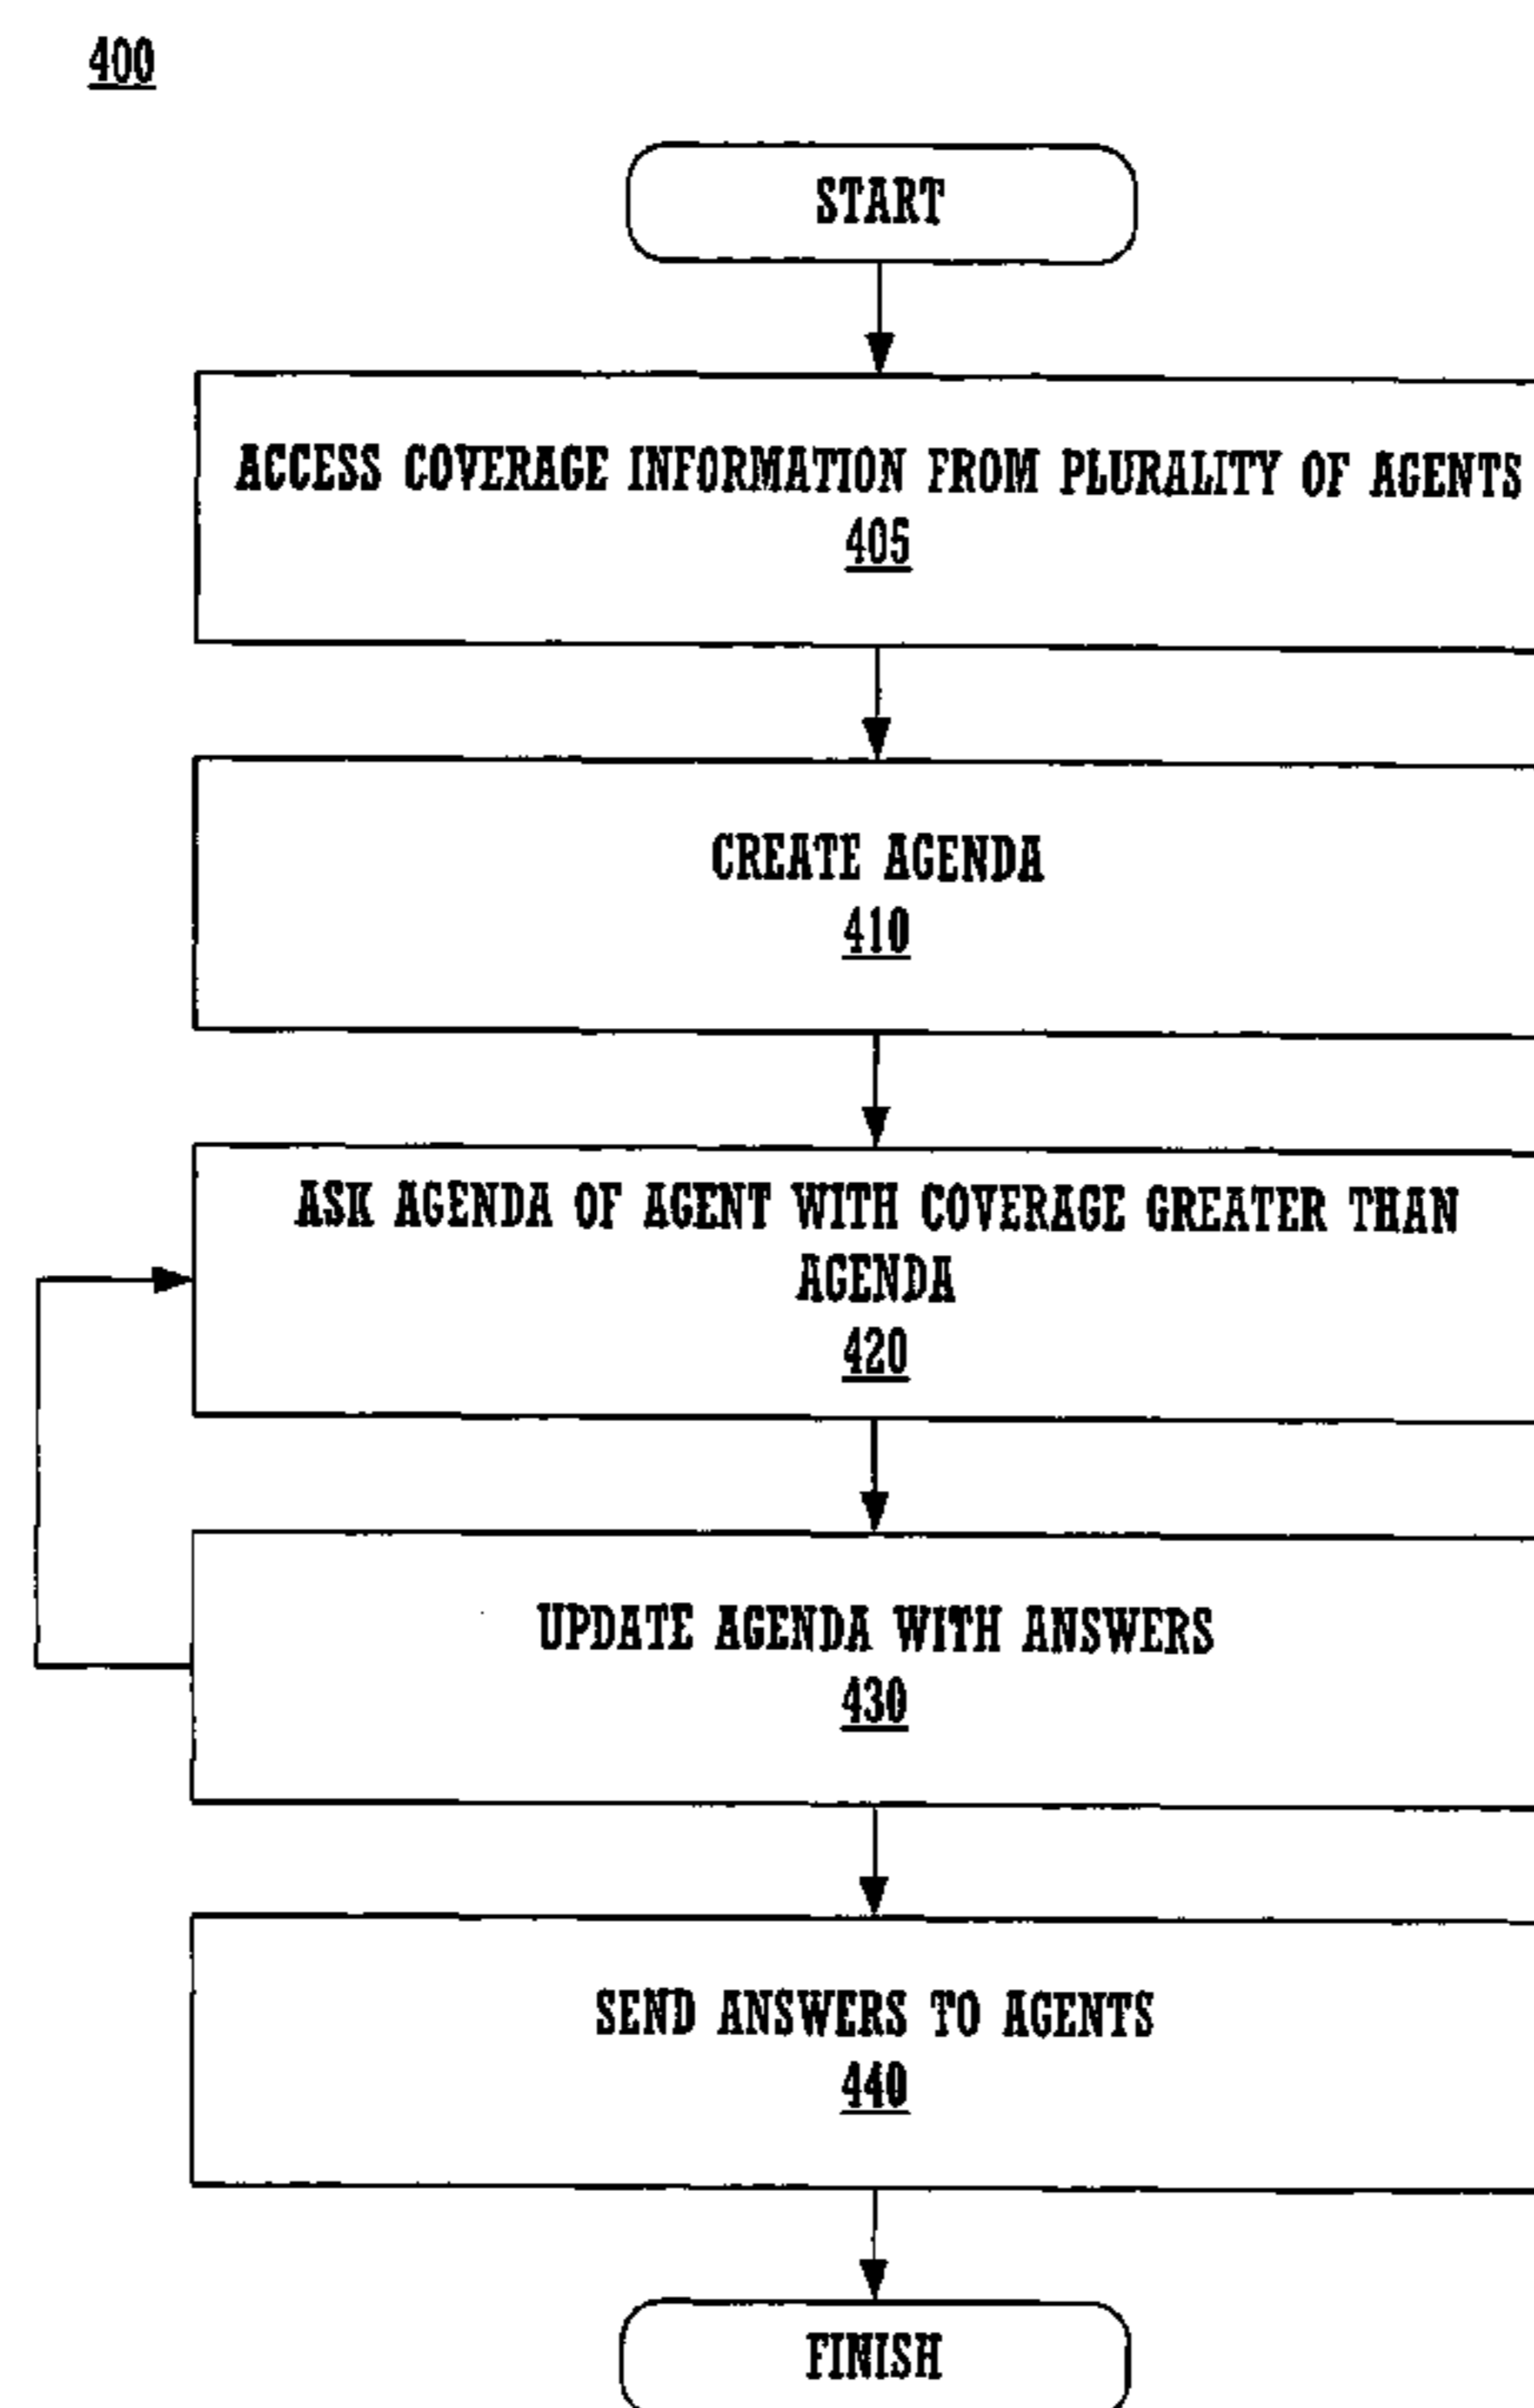 400
START
ACCESS COVERAGE INFORMATION FROM PLURALITY OF AGENTS
405
CREATE AGENDA
410
ASK AGENDA OF AGENT WITH COVERAGE GREATER THAN
AGENDA
420
UPDATE AGENDA WITH ANSWERS
430
SEND ANSWERS TO AGENTS
440
FINISH